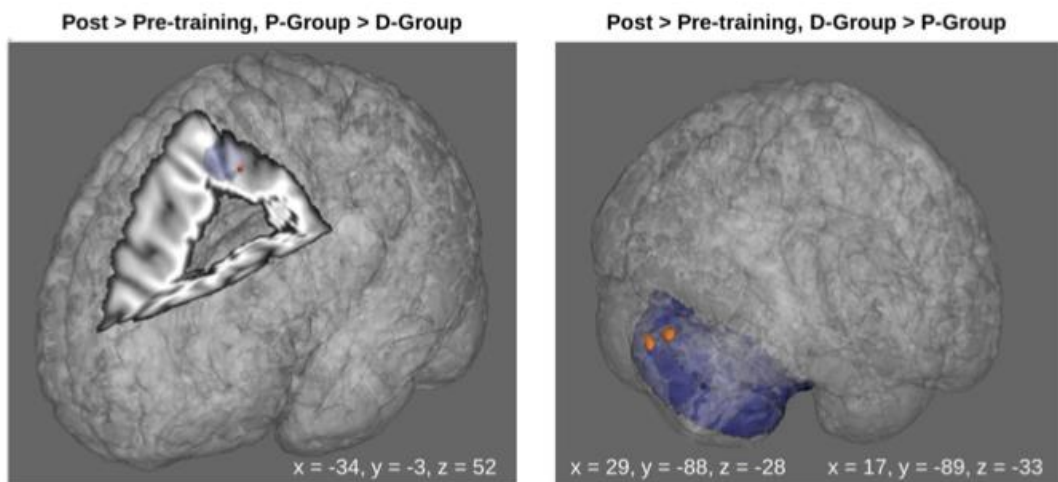 Post > Pre-training, P-Group > D-Group
Post > Pre-training, D-Group > P-Group
x = -34, y = -3, z = 52
x = 29, y = -88, z = -28
x = 17, y = -89, z = -33